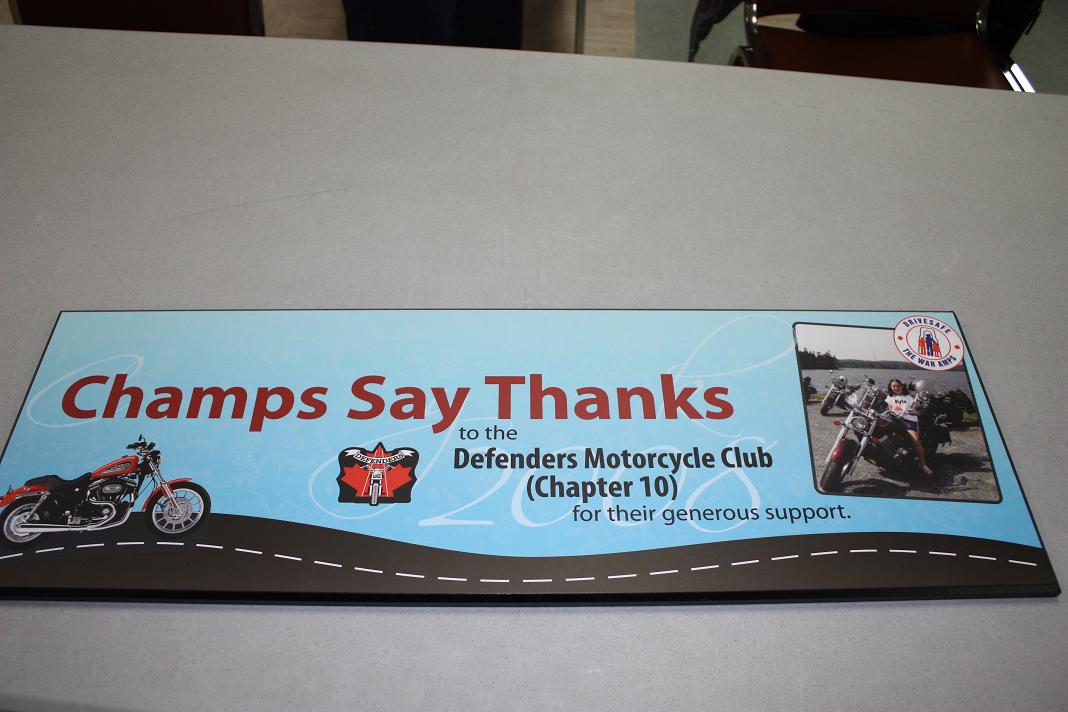 Champs Say Thanks
to the
Defenders Motorcycle Club
(Chapter 10)
for their generous support.
DEFENDERS
2008
DRIVESAFE
THE WAR AMPS
Kyla